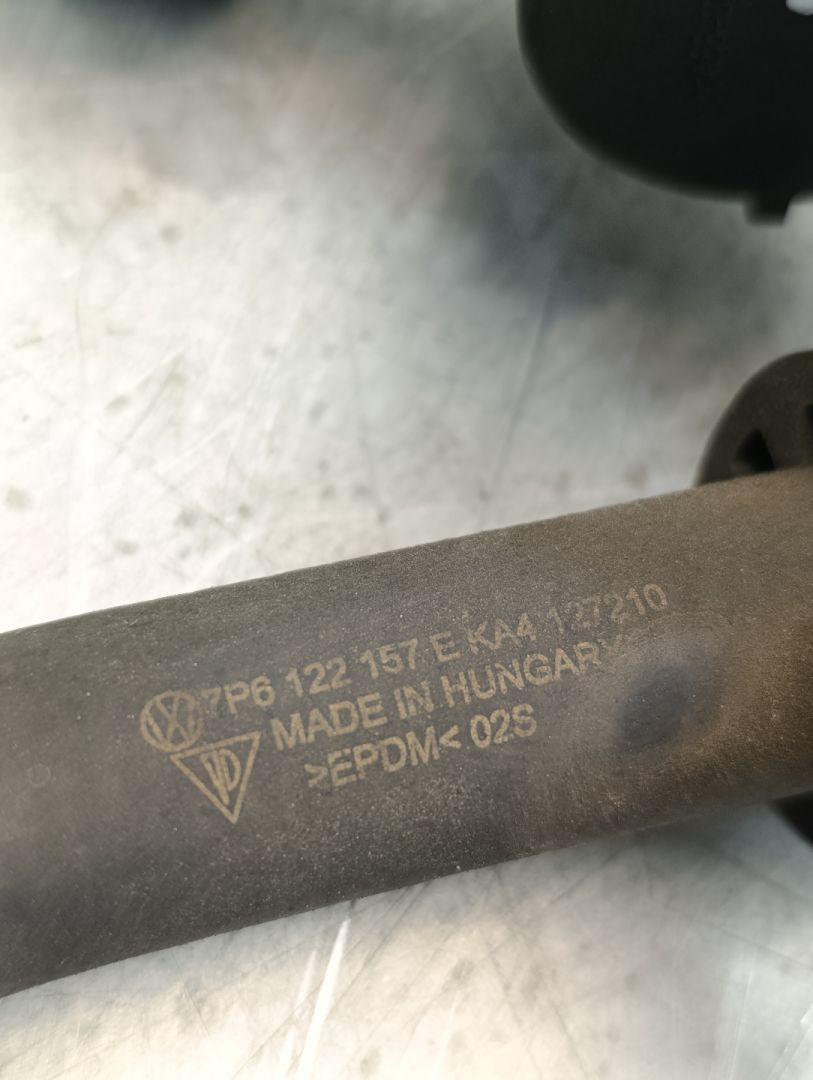 7P6 122 157 E KA4 127210
MADE IN HUNGARY
>EPDM< 02S